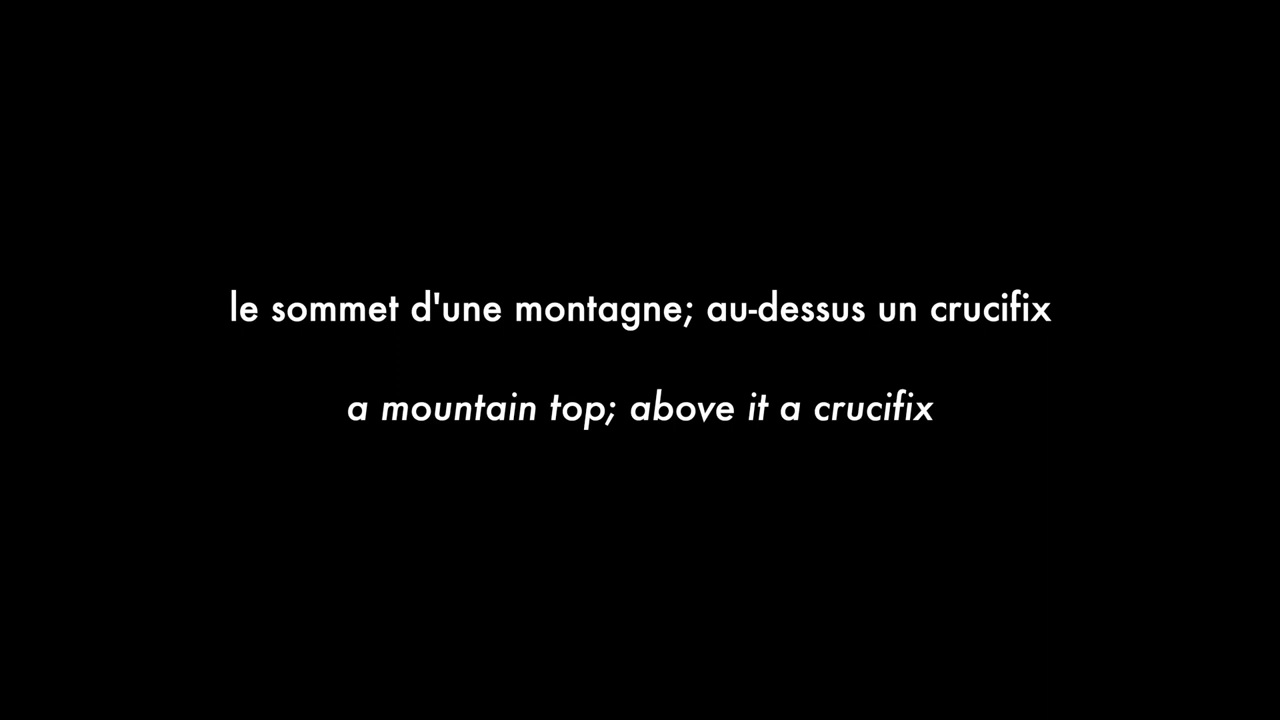 le sommet d'une montagne; au-dessus un crucifix
a mountain top; above it a crucifix